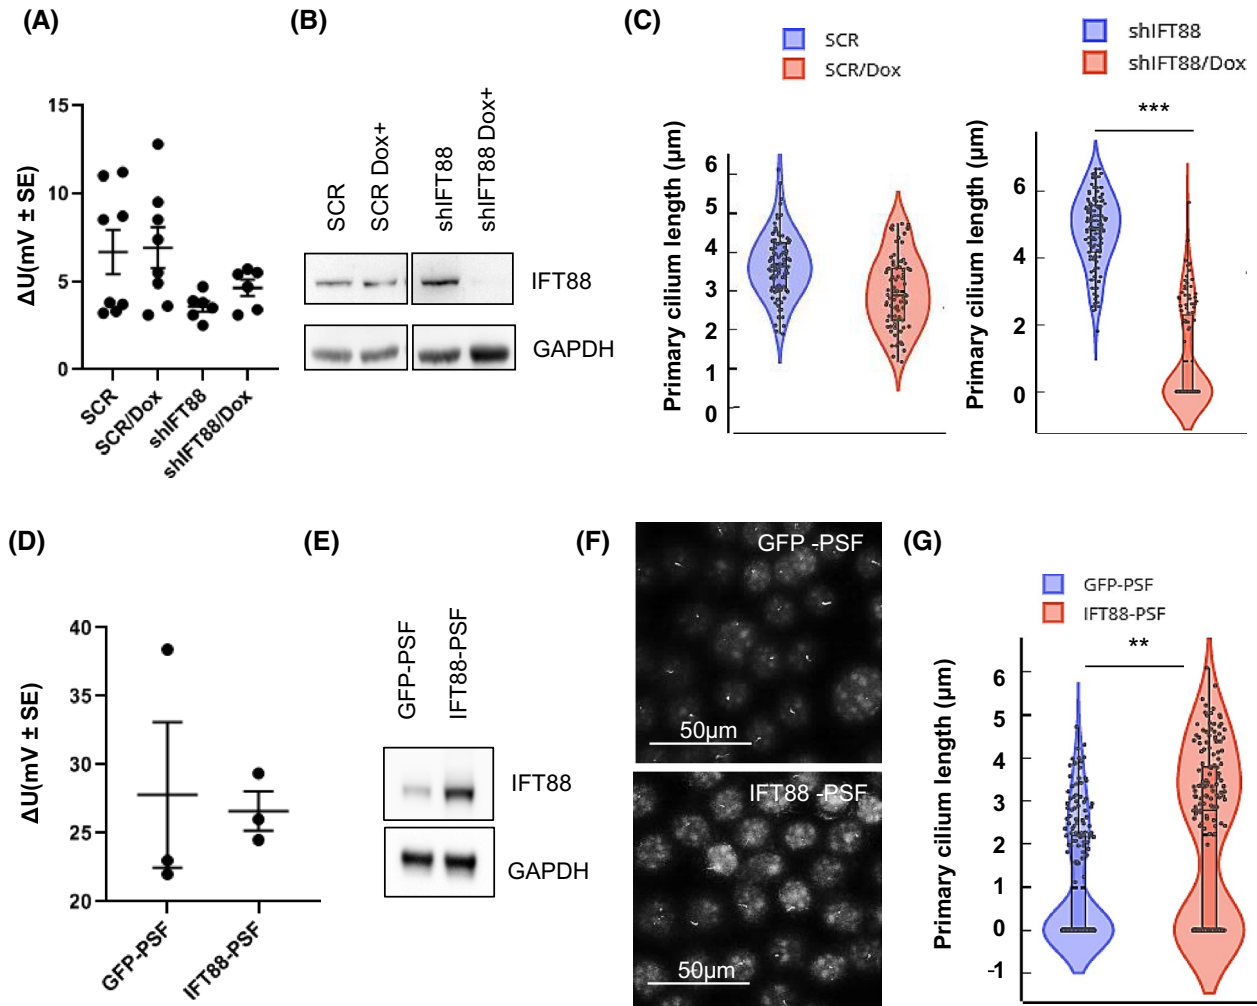 (A)
ΔU(mV ± SE)
15
10
5
0
SCR
SCR/Dox
shIFT88
shIFT88/Dox
(B)
SCR
SCR Dox+
shIFT88
shIFT88 Dox+
IFT88
GAPDH
(C)
SCR
SCR/Dox
Primary cilium length (μm)
6
5
4
3
2
1
0
shIFT88
shIFT88/Dox
***
Primary cilium length (μm)
6
4
2
0
(D)
ΔU(mV ± SE)
40
35
30
25
20
GFP-PSF
IFT88-PSF
(E)
GFP-PSF
IFT88-PSF
IFT88
GAPDH
(F)
GFP -PSF
50μm
IFT88 -PSF
50μm
(G)
GFP-PSF
IFT88-PSF
**
Primary cilium length (μm)
6
5
4
3
2
1
0
-1